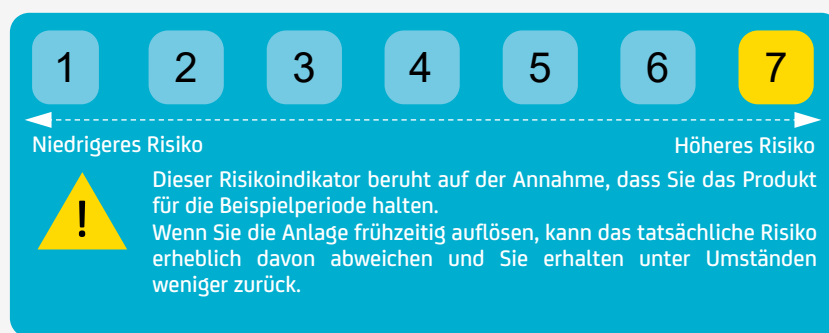 1 2 3 4 5 6 7
Niedrigeres Risiko Höheres Risiko
!
Dieser Risikoindikator beruht auf der Annahme, dass Sie das Produkt
für die Beispielperiode halten.
Wenn Sie die Anlage frühzeitig auflösen, kann das tatsächliche Risiko
erheblich davon abweichen und Sie erhalten unter Umständen
weniger zurück.